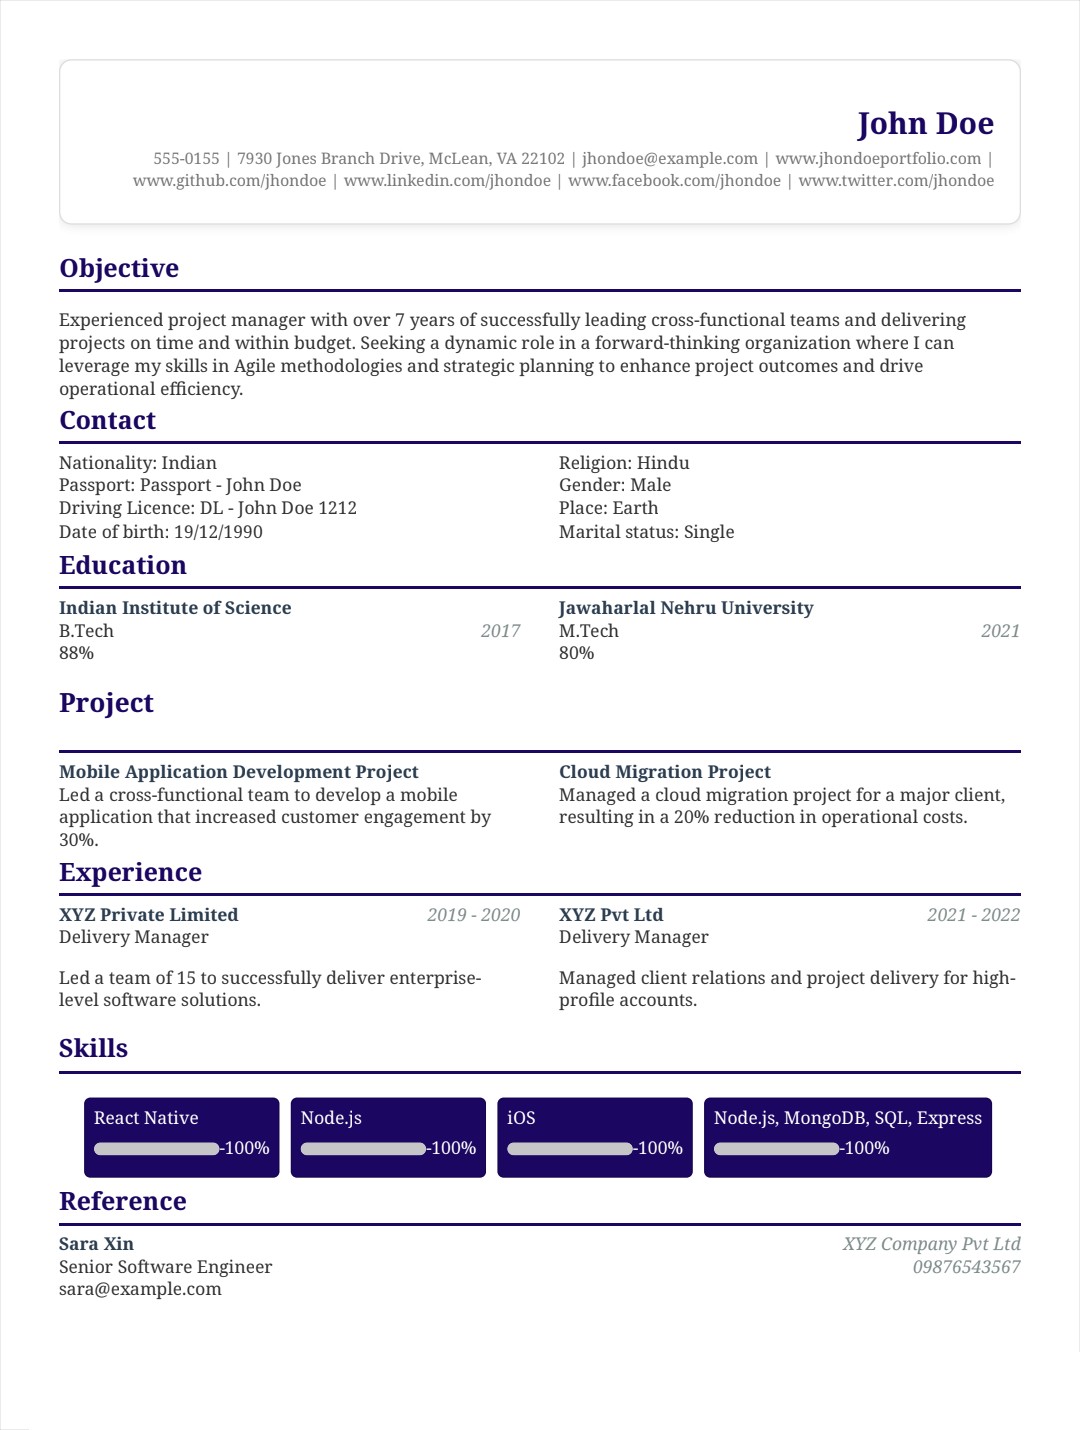 John Doe
555-0155 | 7930 Jones Branch Drive, McLean, VA 22102 | jhondoe@example.com | www.jhondoeportfolio.com |
www.github.com/jhondoe | www.linkedin.com/jhondoe | www.facebook.com/jhondoe | www.twitter.com/jhondoe
Objective
Experienced project manager with over 7 years of successfully leading cross-functional teams and delivering
projects on time and within budget. Seeking a dynamic role in a forward-thinking organization where I can
leverage my skills in Agile methodologies and strategic planning to enhance project outcomes and drive
operational efficiency.
Contact
Nationality: Indian
Passport: Passport - John Doe
Driving Licence: DL - John Doe 1212
Date of birth: 19/12/1990
Religion: Hindu
Gender: Male
Place: Earth
Marital status: Single
Education
Indian Institute of Science
B.Tech 2017
88%
Jawaharlal Nehru University
M.Tech 2021
80%
Project
Mobile Application Development Project
Led a cross-functional team to develop a mobile
application that increased customer engagement by
30%.
Cloud Migration Project
Managed a cloud migration project for a major client,
resulting in a 20% reduction in operational costs.
Experience
XYZ Private Limited 2019 - 2020
Delivery Manager
Led a team of 15 to successfully deliver enterprise-
level software solutions.
XYZ Pvt Ltd 2021 - 2022
Delivery Manager
Managed client relations and project delivery for high-
profile accounts.
Skills
React Native
-100%
Node.js
-100%
iOS
-100%
Node.js, MongoDB, SQL, Express
-100%
Reference
Sara Xin XYZ Company Pvt Ltd
Senior Software Engineer 09876543567
sara@example.com